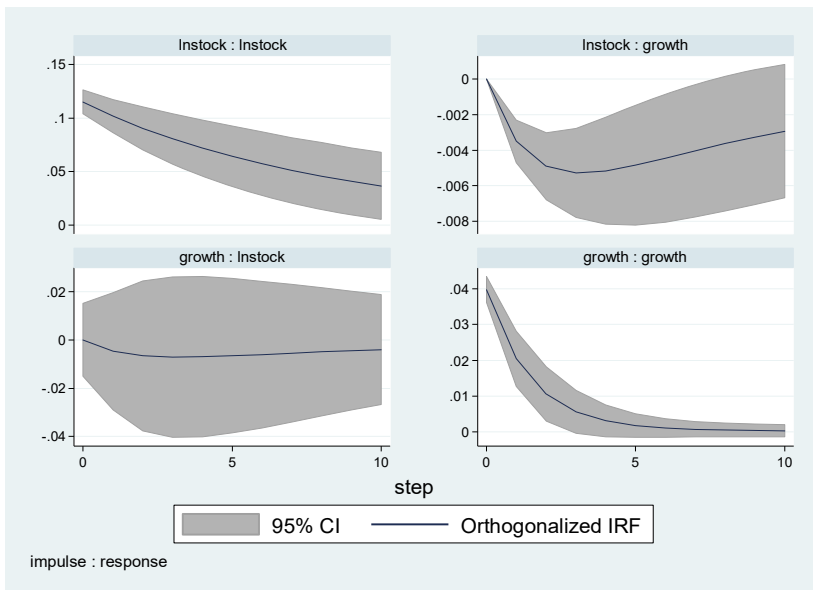 lnstock : lnstock
lnstock : growth
.15
.1
.05
0
0
-.002
-.004
-.006
-.008
growth : lnstock
growth : growth
.02
0
-.02
-.04
.04
.03
.02
.01
0
0 5 10
0 5 10
step
95% CI Orthogonalized IRF
impulse : response